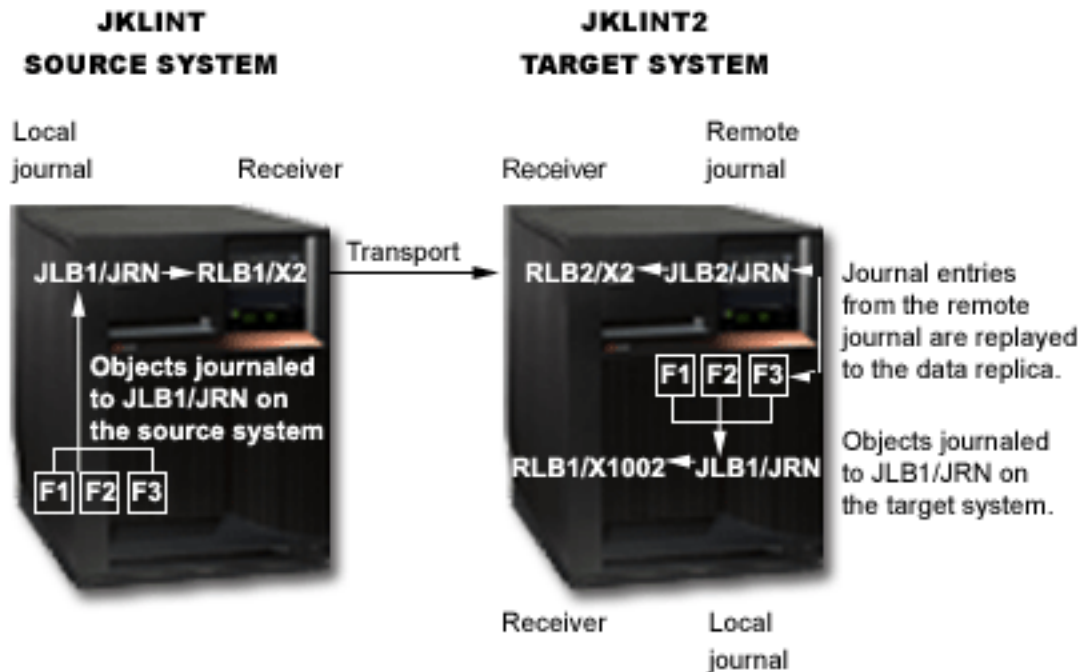 JKLINT
SOURCE SYSTEM
JKLINT2
TARGET SYSTEM
Local
journal
Receiver
Receiver
Remote
journal
JLB1/JRN
RLB1/X2
Transport
RLB2/X2
JLB2/JRN
Journal entries
from the remote
journal are replayed
to the data replica.
Objects journaled
to JLB1/JRN on
the source system
F1
F2
F3
F1
F2
F3
RLB1/X1002
JLB1/JRN
Objects journaled
to JLB1/JRN on
the target system.
Receiver
Local
journal